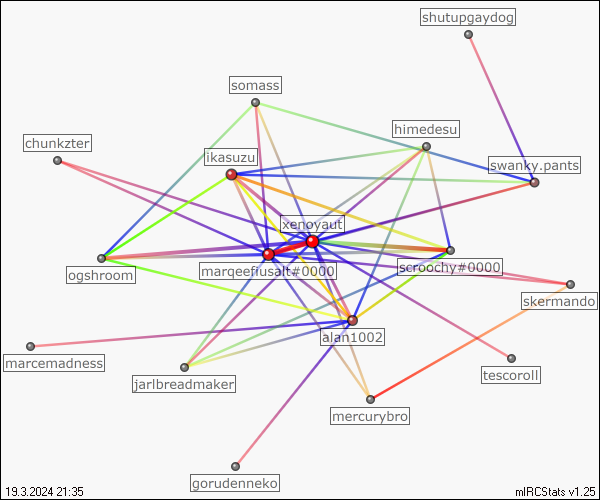 shutupgaydog
somass
himedesu
chunkzter
ikasuzu
swanky.pants
xenoyaut
ogshroom
marqeefiusalt#0000
scroochy#0000
skermando
alan1002
marcemadness
jarlbreadmaker
tescoroll
mercurybro
gorudenneko
19.3.2024 21:35
mIRCStats v1.25